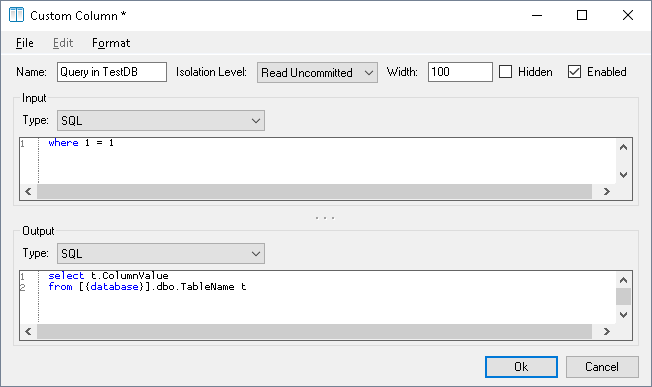 Custom Column *
File Edit Format
Name: Query in TestDB Isolation Level: Read Uncommitted Width: 100 Hidden Enabled
Input
Type: SQL
1 where 1 = 1
Output
Type: SQL
1 select t.ColumnValue
2 from [{database}].dbo.TableName t
Ok Cancel